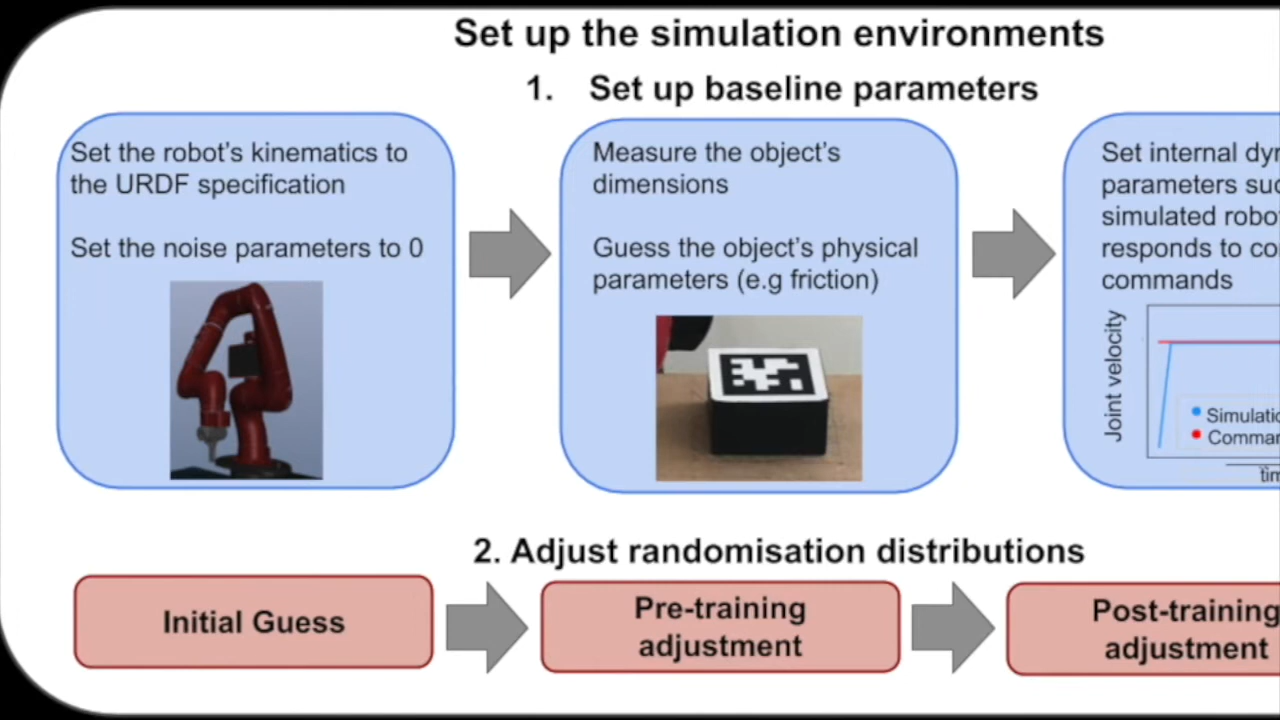 Set up the simulation environments
1. Set up baseline parameters
Set the robot's kinematics to
the URDF specification
Set the noise parameters to 0
Measure the object's
dimensions
Guess the object's physical
parameters (e.g friction)
Set internal
parameters
simulated
responds to
commands
Joint velocity
2. Adjust randomisation distributions
Initial Guess
Pre-training
adjustment
Post-training
adjustment